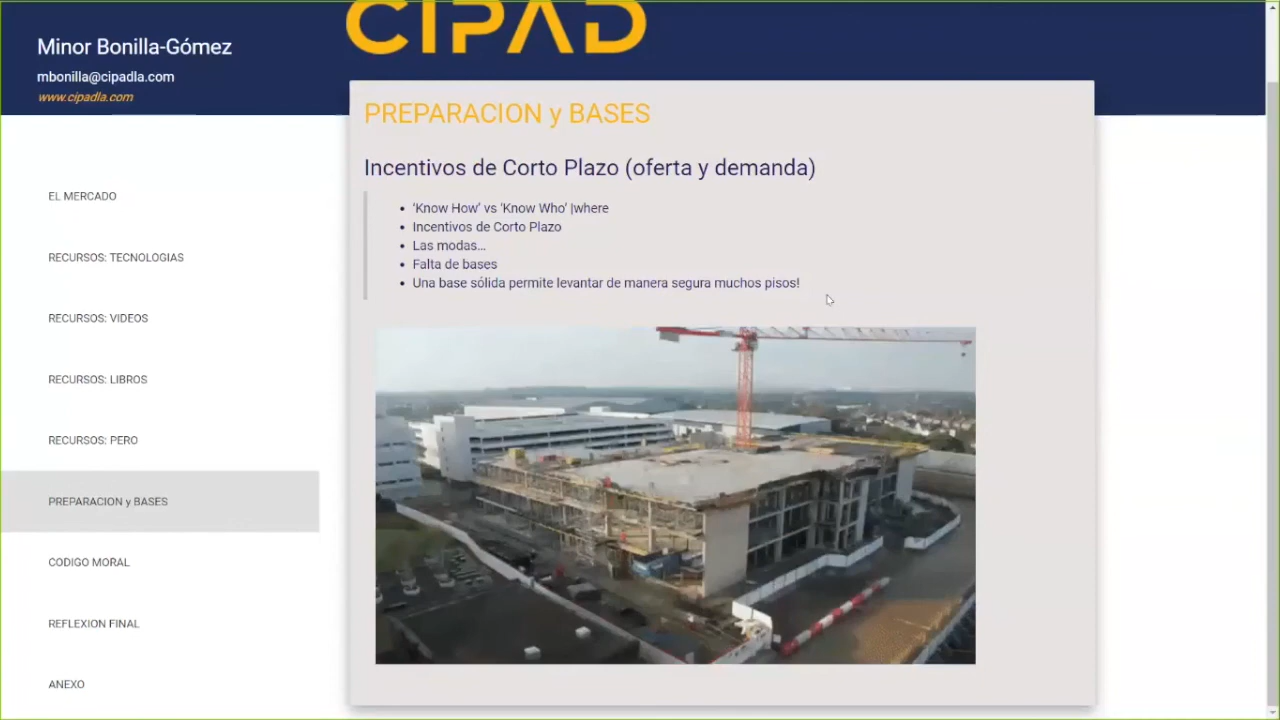 CIPAD
Minor Bonilla-Gómez
mbonilla@cipadla.com
www.cipadla.com
EL MERCADO
RECURSOS: TECNOLOGIAS
RECURSOS: VIDEOS
RECURSOS: LIBROS
RECURSOS: PERO
PREPARACION y BASES
CODIGO MORAL
REFLEXION FINAL
ANEXO
PREPARACION y BASES
Incentivos de Corto Plazo (oferta y demanda)
• ‘Know How’ vs ‘Know Who’ |where
• Incentivos de Corto Plazo
• Las modas…
• Falta de bases
• Una base sólida permite levantar de manera segura muchos pisos!